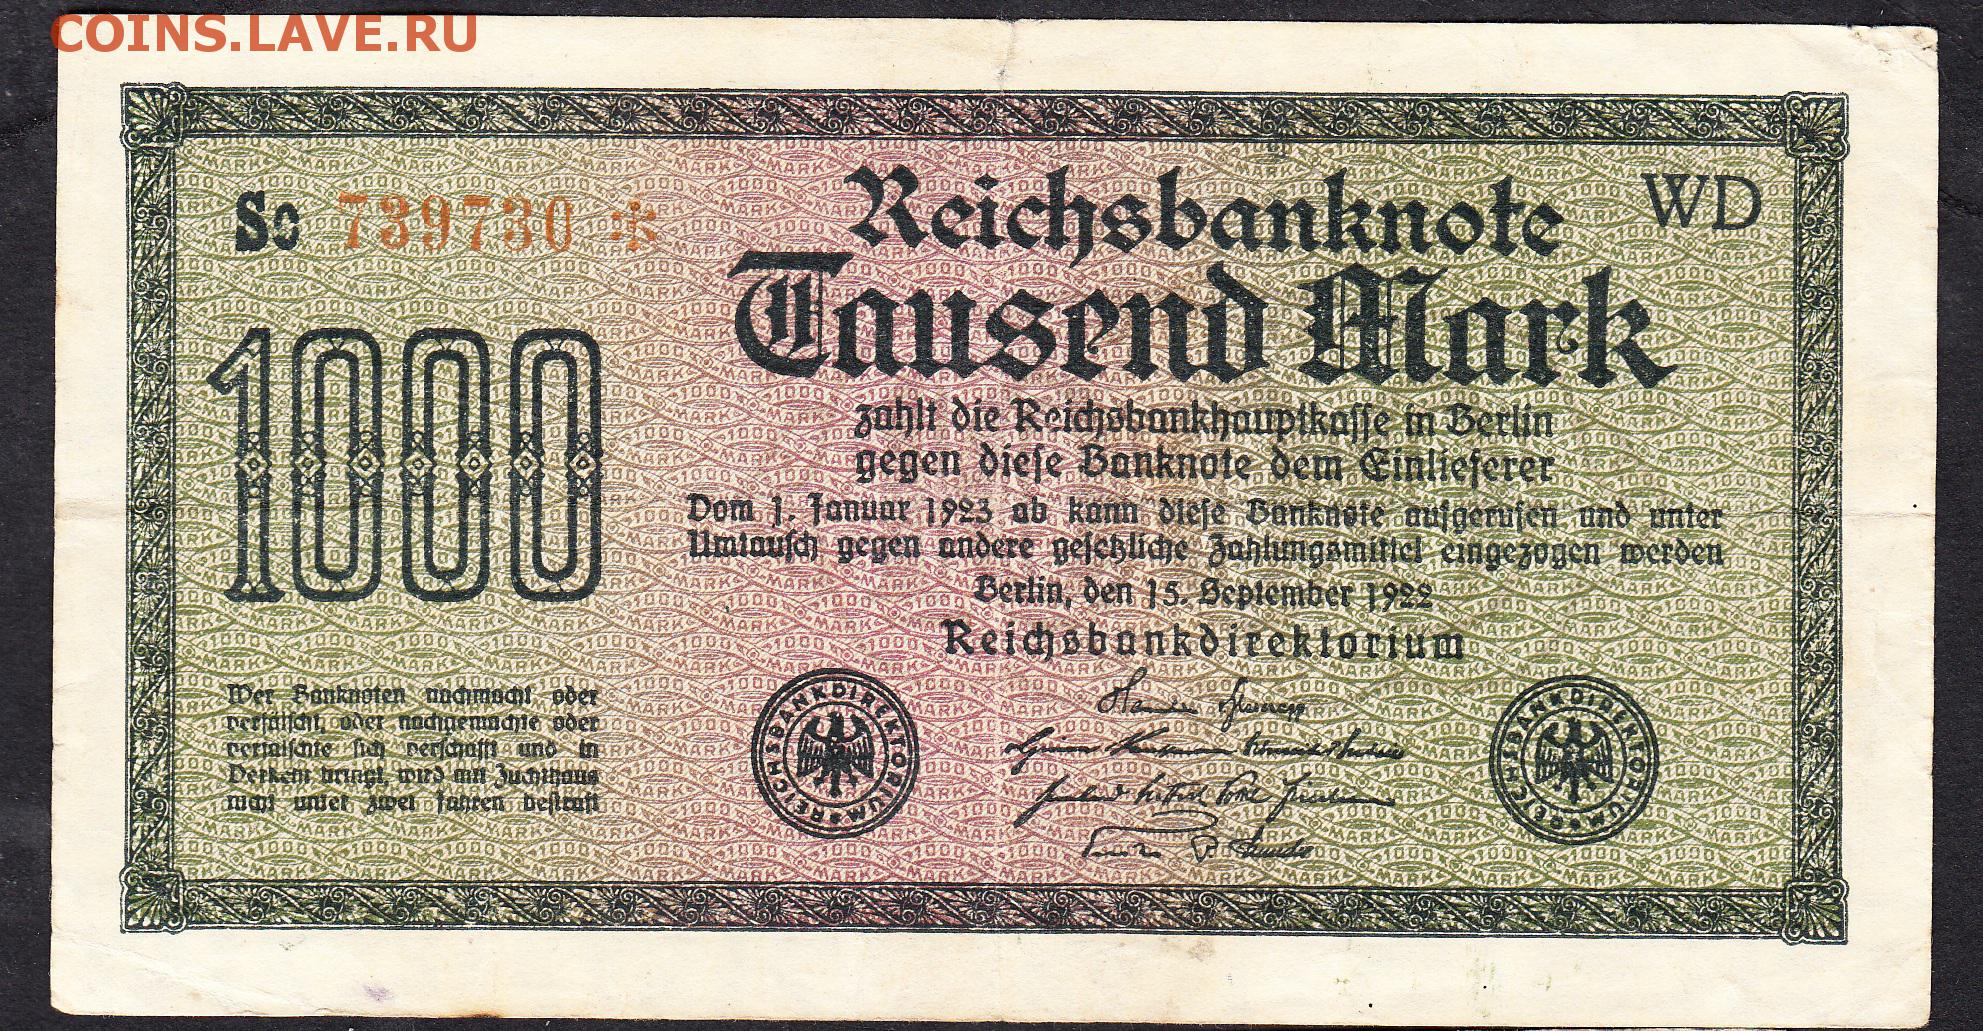 COINS.LAVE.RU
Sc 739730 *
WD
Reichsbanknote
Tausend Mark
1000
zahlt die Reichsbankhauptkasse in Berlin
gegen diese Banknote dem Einlieferer
Vom 1. Januar 1923 ab kann diese Banknote aufgerufen und unter
Umtausch gegen andere gesetzliche Zahlungsmittel eingezogen werden
Berlin, den 15. September 1922
Reichsbankdirektorium
Wer Banknoten nachmacht oder
verfälscht, oder nachgemachte oder
verfälschte sich verschafft und in
Verkehr bringt, wird mit Zuchthaus
nicht unter zwei Jahren bestraft
REICHSBANKDIREKTORIUM
REICHSBANKDIREKTORIUM